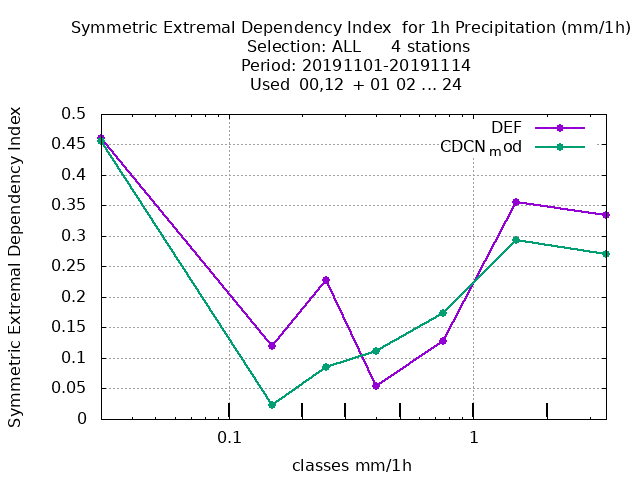 Symmetric Extremal Dependency Index  for 1h Precipitation (mm/1h)
Selection: ALL      4 stations
Period: 20191101-20191114
Used  00,12  + 01 02 ... 24
Symmetric Extremal Dependency Index
0.5
0.45
0.4
0.35
0.3
0.25
0.2
0.15
0.1
0.05
0
DEF
CDCNmod
0.1
1
classes mm/1h